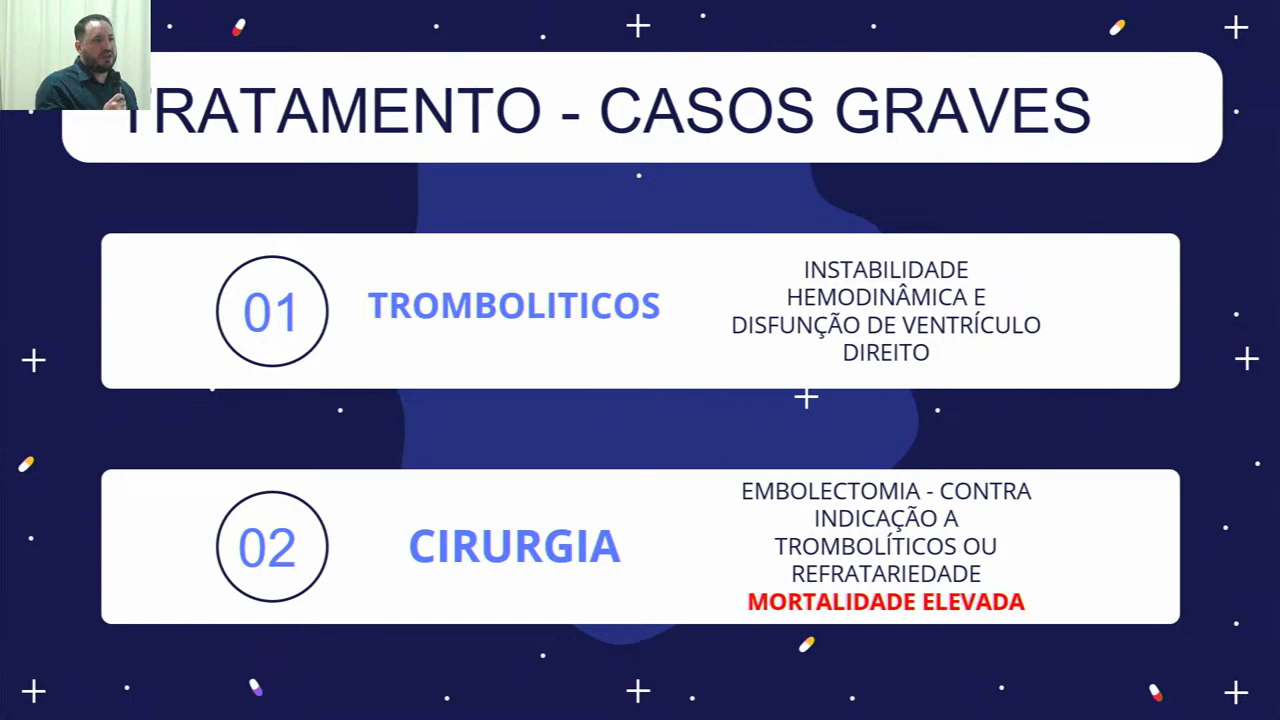 TRATAMENTO - CASOS GRAVES
01
TROMBOLITICOS
INSTABILIDADE
HEMODINÂMICA E
DISFUNÇÃO DE VENTRÍCULO
DIREITO
02
CIRURGIA
EMBOLECTOMIA - CONTRA
INDICAÇÃO A
TROMBOLÍTICOS OU
REFRATARIEDADE
MORTALIDADE ELEVADA